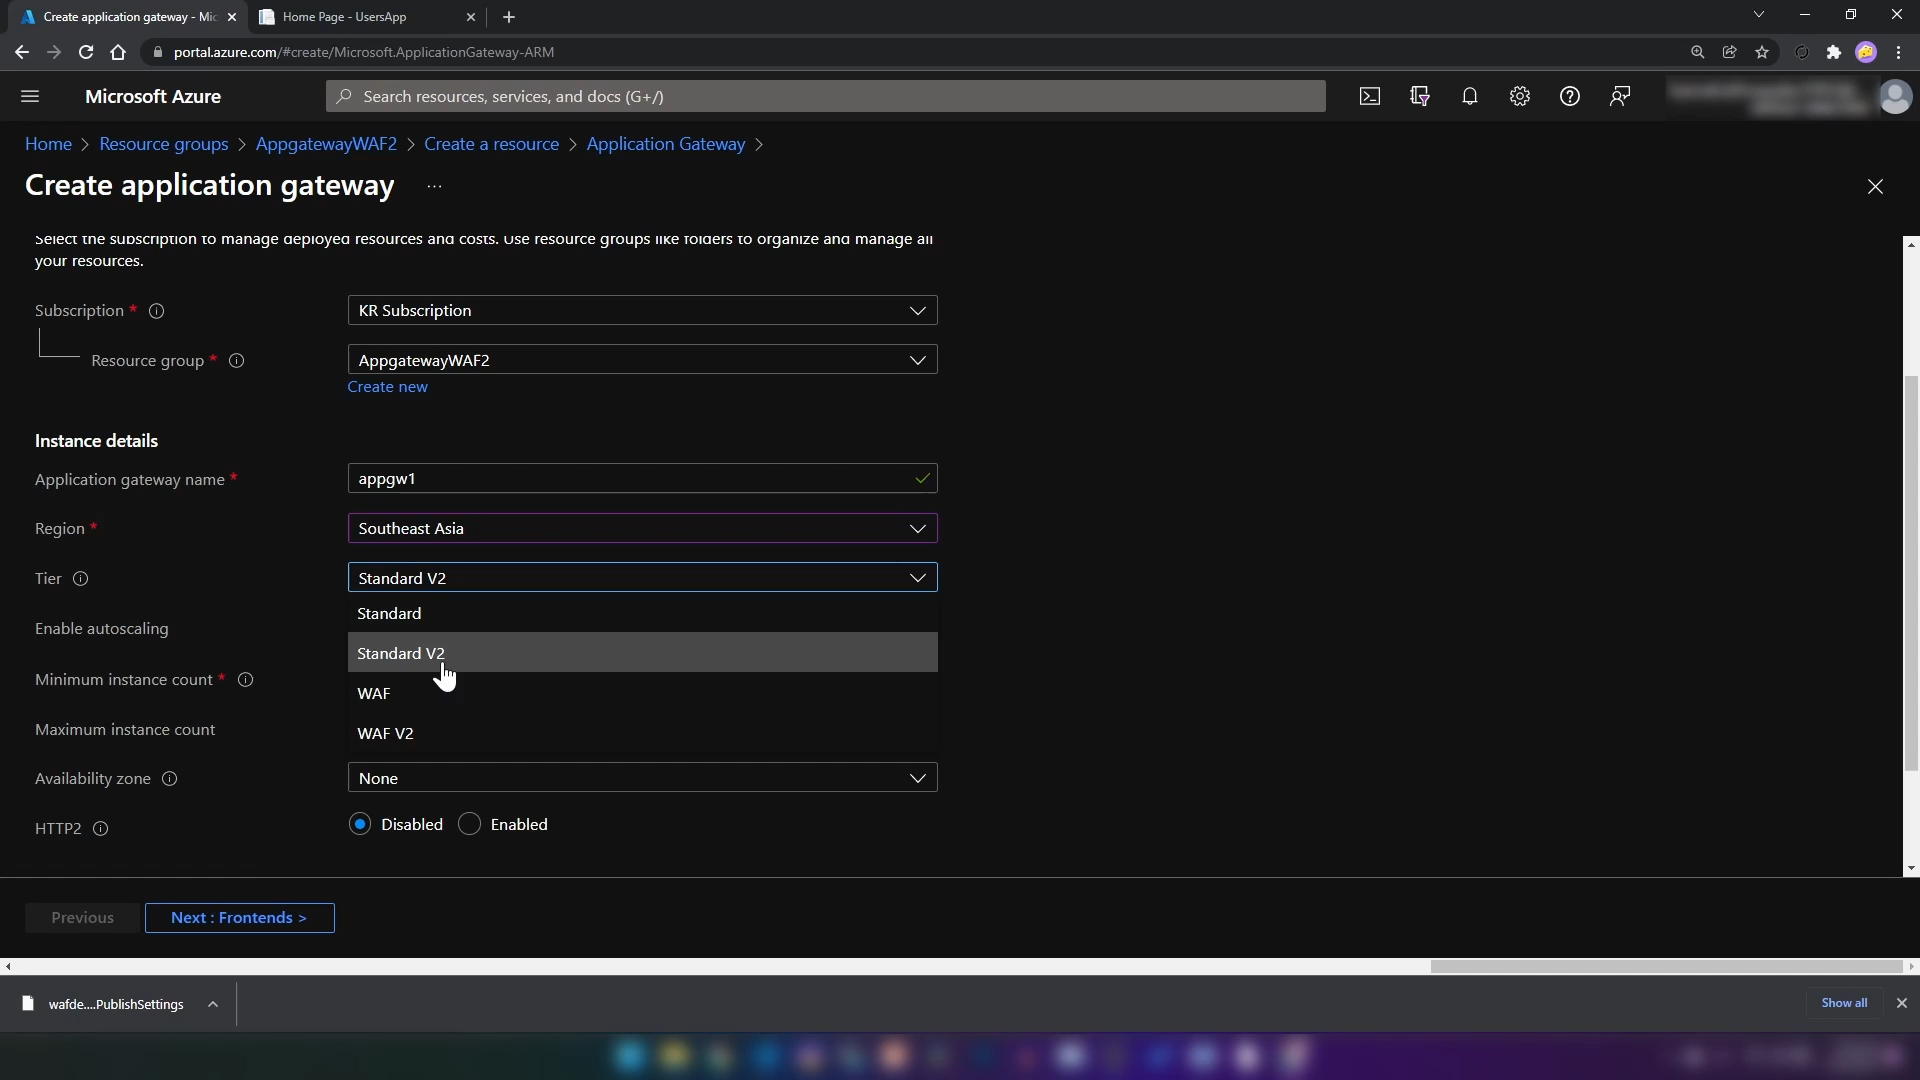 Create application gateway - Mic
Home Page - UsersApp
portal.azure.com/#create/Microsoft.ApplicationGateway-ARM
Microsoft Azure
Search resources, services, and docs (G+/)
Home > Resource groups > AppgatewayWAF2 > Create a resource > Application Gateway >
Create application gateway ...
Select the subscription to manage deployed resources and costs. Use resource groups like folders to organize and manage all
your resources.
Subscription *
KR Subscription
Resource group *
AppgatewayWAF2
Create new
Instance details
Application gateway name *
appgw1
Region *
Southeast Asia
Tier
Standard V2
Standard
Enable autoscaling
Standard V2
Minimum instance count *
WAF
Maximum instance count
WAF V2
Availability zone
None
HTTP2
Disabled
Enabled
Previous
Next : Frontends >
wafde....PublishSettings
Show all